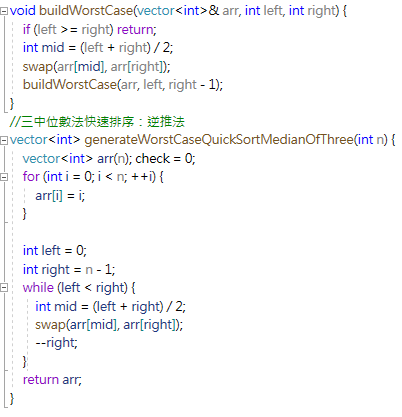 void buildWorstCase(vector<int>& arr, int left, int right) {
    if (left >= right) return;
    int mid = (left + right) / 2;
    swap(arr[mid], arr[right]);
    buildWorstCase(arr, left, right - 1);
}
//三中位數法快速排序：逆推法
vector<int> generateWorstCaseQuickSortMedianOfThree(int n) {
    vector<int> arr(n); check = 0;
    for (int i = 0; i < n; ++i) {
        arr[i] = i;
    }
    int left = 0;
    int right = n - 1;
    while (left < right) {
        int mid = (left + right) / 2;
        swap(arr[mid], arr[right]);
        --right;
    }
    return arr;
}